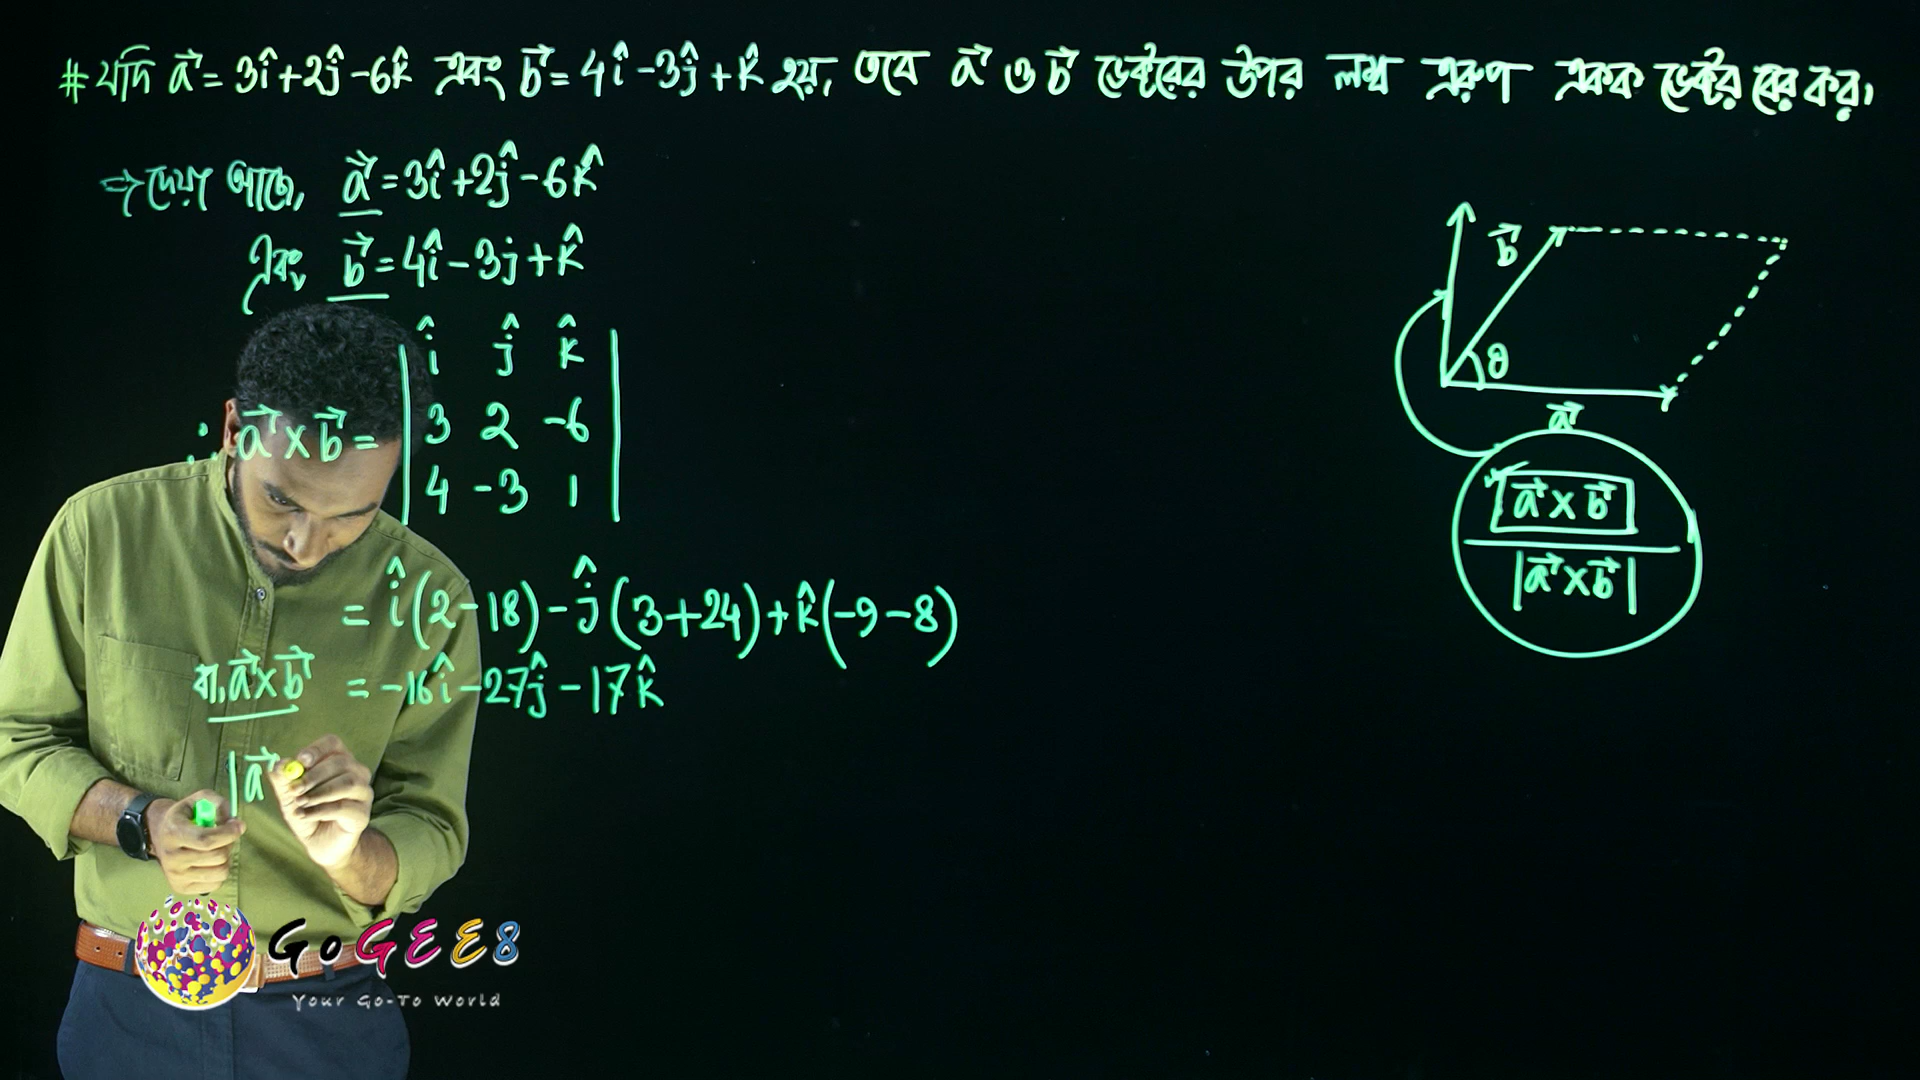 # যদি a⃗ = 3î + 2ĵ - 6k̂ এবং b⃗ = 4î - 3ĵ + k̂ হয়, তবে a⃗ ও b⃗ ভেক্টরের উপর লম্ব এরুপ একক ভেক্টর বের কর।
⇒ দেয়া আছে, a⃗ = 3î + 2ĵ - 6k̂
এবং, b⃗ = 4î - 3j + k̂
î ĵ k̂
∴ a⃗ × b⃗ = | 3 2 -6 |
4 -3 1
= î(2-18) - ĵ(3+24) + k̂(-9-8)
বা, a⃗×b⃗ = -16î - 27ĵ - 17k̂
|a⃗
b⃗
θ
a⃗
a⃗ × b⃗
|a⃗ × b⃗|
GoGEE8
Your Go-To World